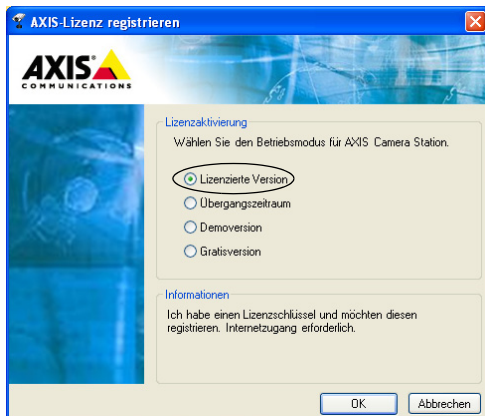 AXIS-Lizenz registrieren
AXIS
COMMUNICATIONS
Lizenzaktivierung
Wählen Sie den Betriebsmodus für AXIS Camera Station.
Lizenzierte Version
Übergangszeitraum
Demoversion
Gratisversion
Informationen
Ich habe einen Lizenzschlüssel und möchten diesen
registrieren. Internetzugang erforderlich.
OK
Abbrechen